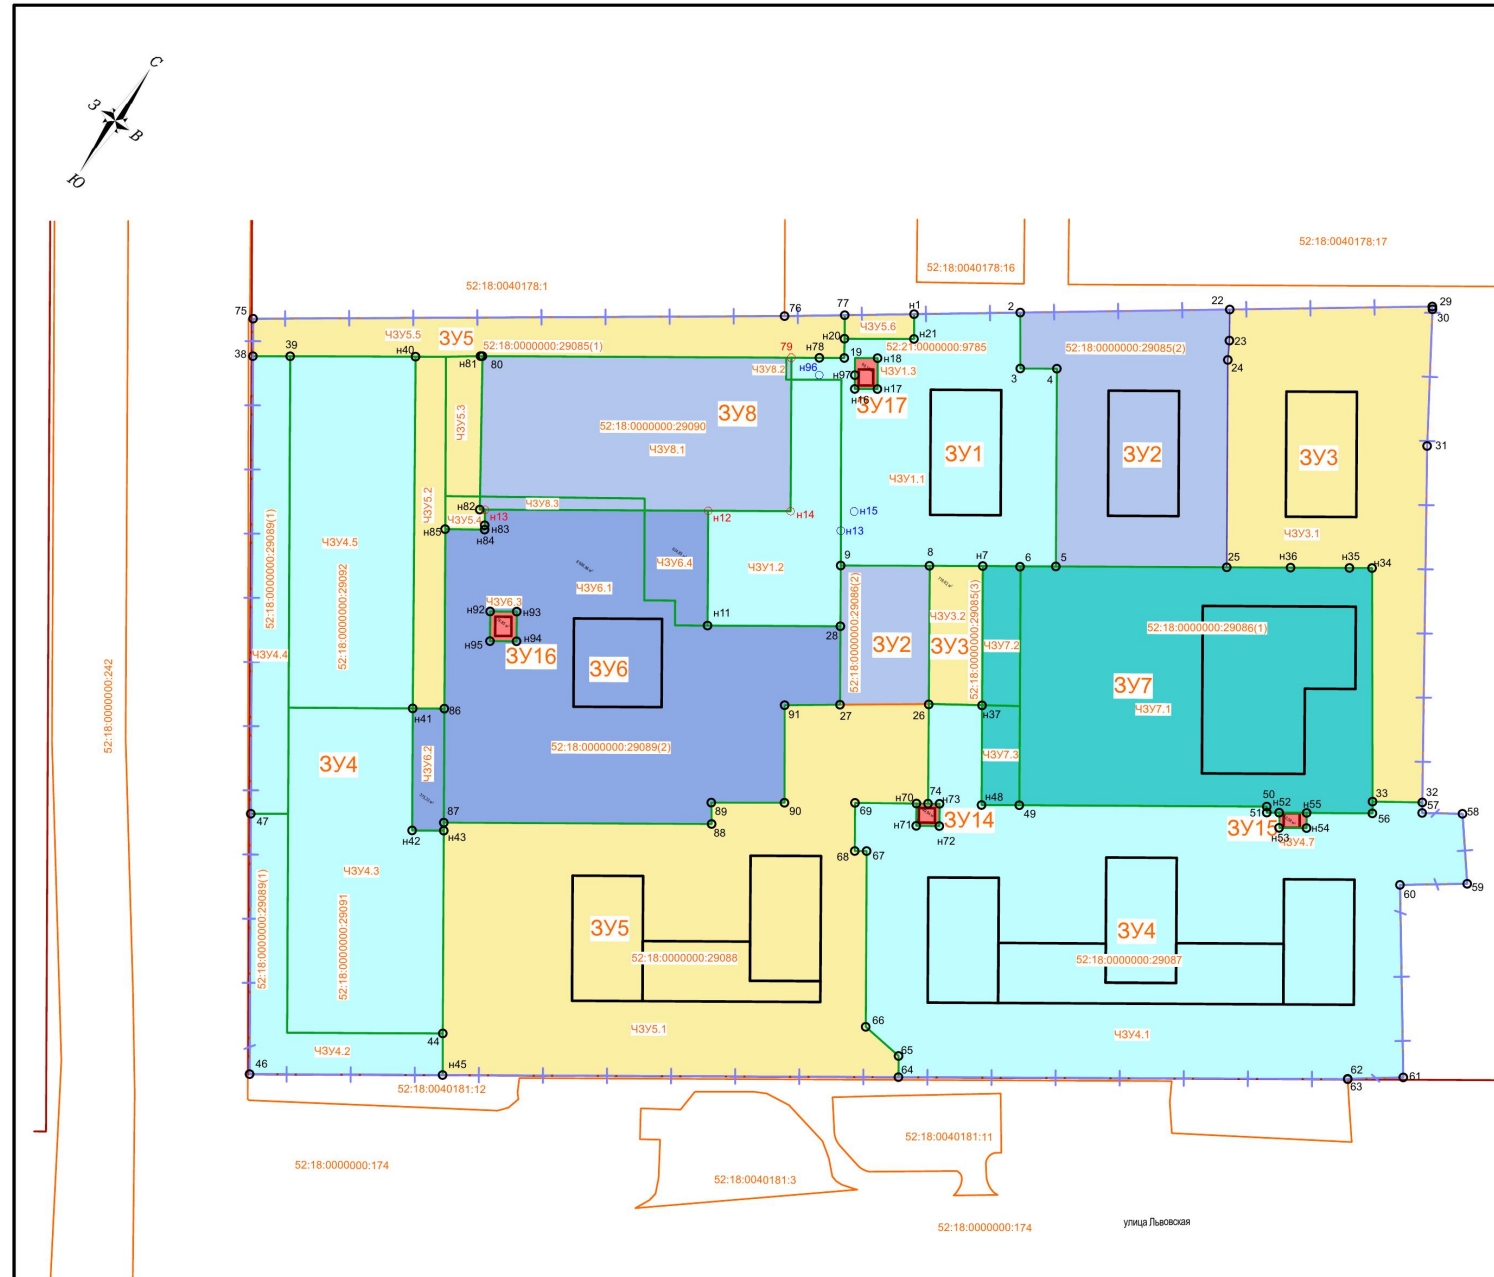 С
З
В
Ю
52:18:0040178:17
52:18:0040178:16
52:18:0040178:1
75
76
77
н1
2
22
29
30
ЧЗУ5.5
ЗУ5
52:18:0000000:29085(1)
н20
ЧЗУ5.6
н21
52:21:0000000:9785
52:18:0000000:29085(2)
23
24
38
39
н40
н81
80
79
н78
19
н18
ЧЗУ8.2
н96
н97
ЧЗУ1.3
н16
н17
ЗУ17
3
4
ЧЗУ5.3
ЗУ8
52:18:0000000:29090
ЧЗУ8.1
ЗУ1
ЧЗУ1.1
ЗУ2
ЗУ3
31
ЧЗУ5.2
н82
ЧЗУ8.3
н13
ЧЗУ5.4
н83
н84
н85
н12
н14
н15
н13
ЧЗУ3.1
52:18:0000000:29089(1)
ЧЗУ4.5
52:18:0000000:29092
ЧЗУ6.4
ЧЗУ6.1
ЧЗУ1.2
9
8
н7
6
5
25
н36
н35
н34
ЧЗУ6.3
н92
н93
н95
н94
ЗУ16
ЗУ6
н11
28
52:18:0000000:29086(2)
ЗУ2
ЧЗУ3.2
ЗУ3
52:18:0000000:29085(3)
ЧЗУ7.2
52:18:0000000:29086(1)
ЗУ7
ЧЗУ7.1
ЧЗУ4.4
52:18:0000000:242
н41
86
91
27
26
н37
ЗУ4
ЧЗУ6.2
52:18:0000000:29089(2)
ЧЗУ7.3
47
н42
87
н43
89
88
90
69
н70
74
н73
н71
н72
ЗУ14
н48
49
50
51
н52
н55
н53
н54
ЗУ15
ЧЗУ4.7
33
56
32
57
58
68
67
60
59
52:18:0000000:29089(1)
ЧЗУ4.3
52:18:0000000:29091
ЗУ5
52:18:0000000:29088
ЗУ4
52:18:0000000:29087
ЧЗУ5.1
66
65
64
ЧЗУ4.1
44
ЧЗУ4.2
46
н45
62
63
61
52:18:0040181:12
52:18:0040181:11
52:18:0000000:174
52:18:0040181:3
52:18:0000000:174
улица Львовская